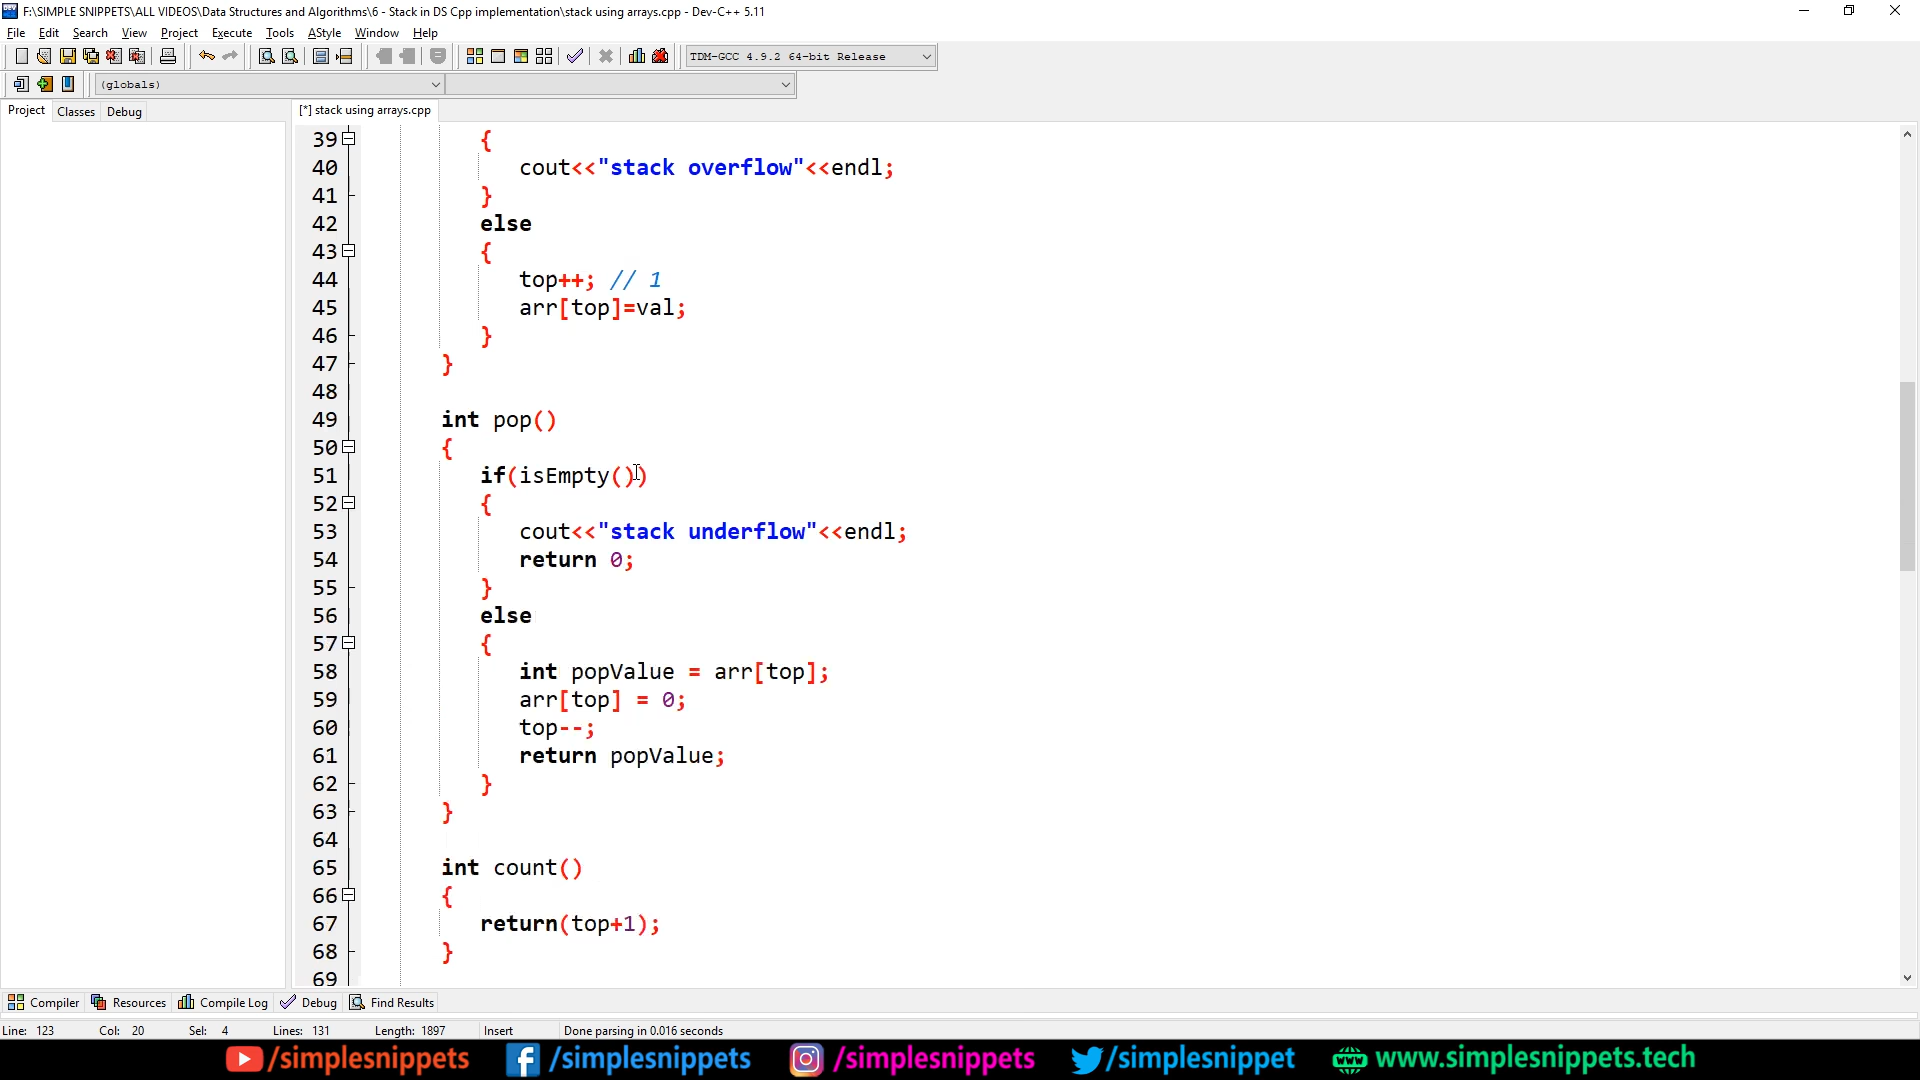 F:\SIMPLE SNIPPETS\ALL VIDEOS\Data Structures and Algorithms\6 - Stack in DS Cpp implementation\stack using arrays.cpp - Dev-C++ 5.11
File Edit Search View Project Execute Tools AStyle Window Help
TDM-GCC 4.9.2 64-bit Release
(globals)
Project Classes Debug
[*] stack using arrays.cpp
39 {
40 cout<<"stack overflow"<<endl;
41 }
42 else
43 {
44 top++; // 1
45 arr[top]=val;
46 }
47 }
48
49 int pop()
50 {
51 if(isEmpty())
52 {
53 cout<<"stack underflow"<<endl;
54 return 0;
55 }
56 else
57 {
58 int popValue = arr[top];
59 arr[top] = 0;
60 top--;
61 return popValue;
62 }
63 }
64
65 int count()
66 {
67 return(top+1);
68 }
69
Compiler Resources Compile Log Debug Find Results
Line: 123 Col: 20 Sel: 4 Lines: 131 Length: 1897 Insert Done parsing in 0.016 seconds
/simplesnippets /simplesnippets /simplesnippets /simplesnippet www.simplesnippets.tech